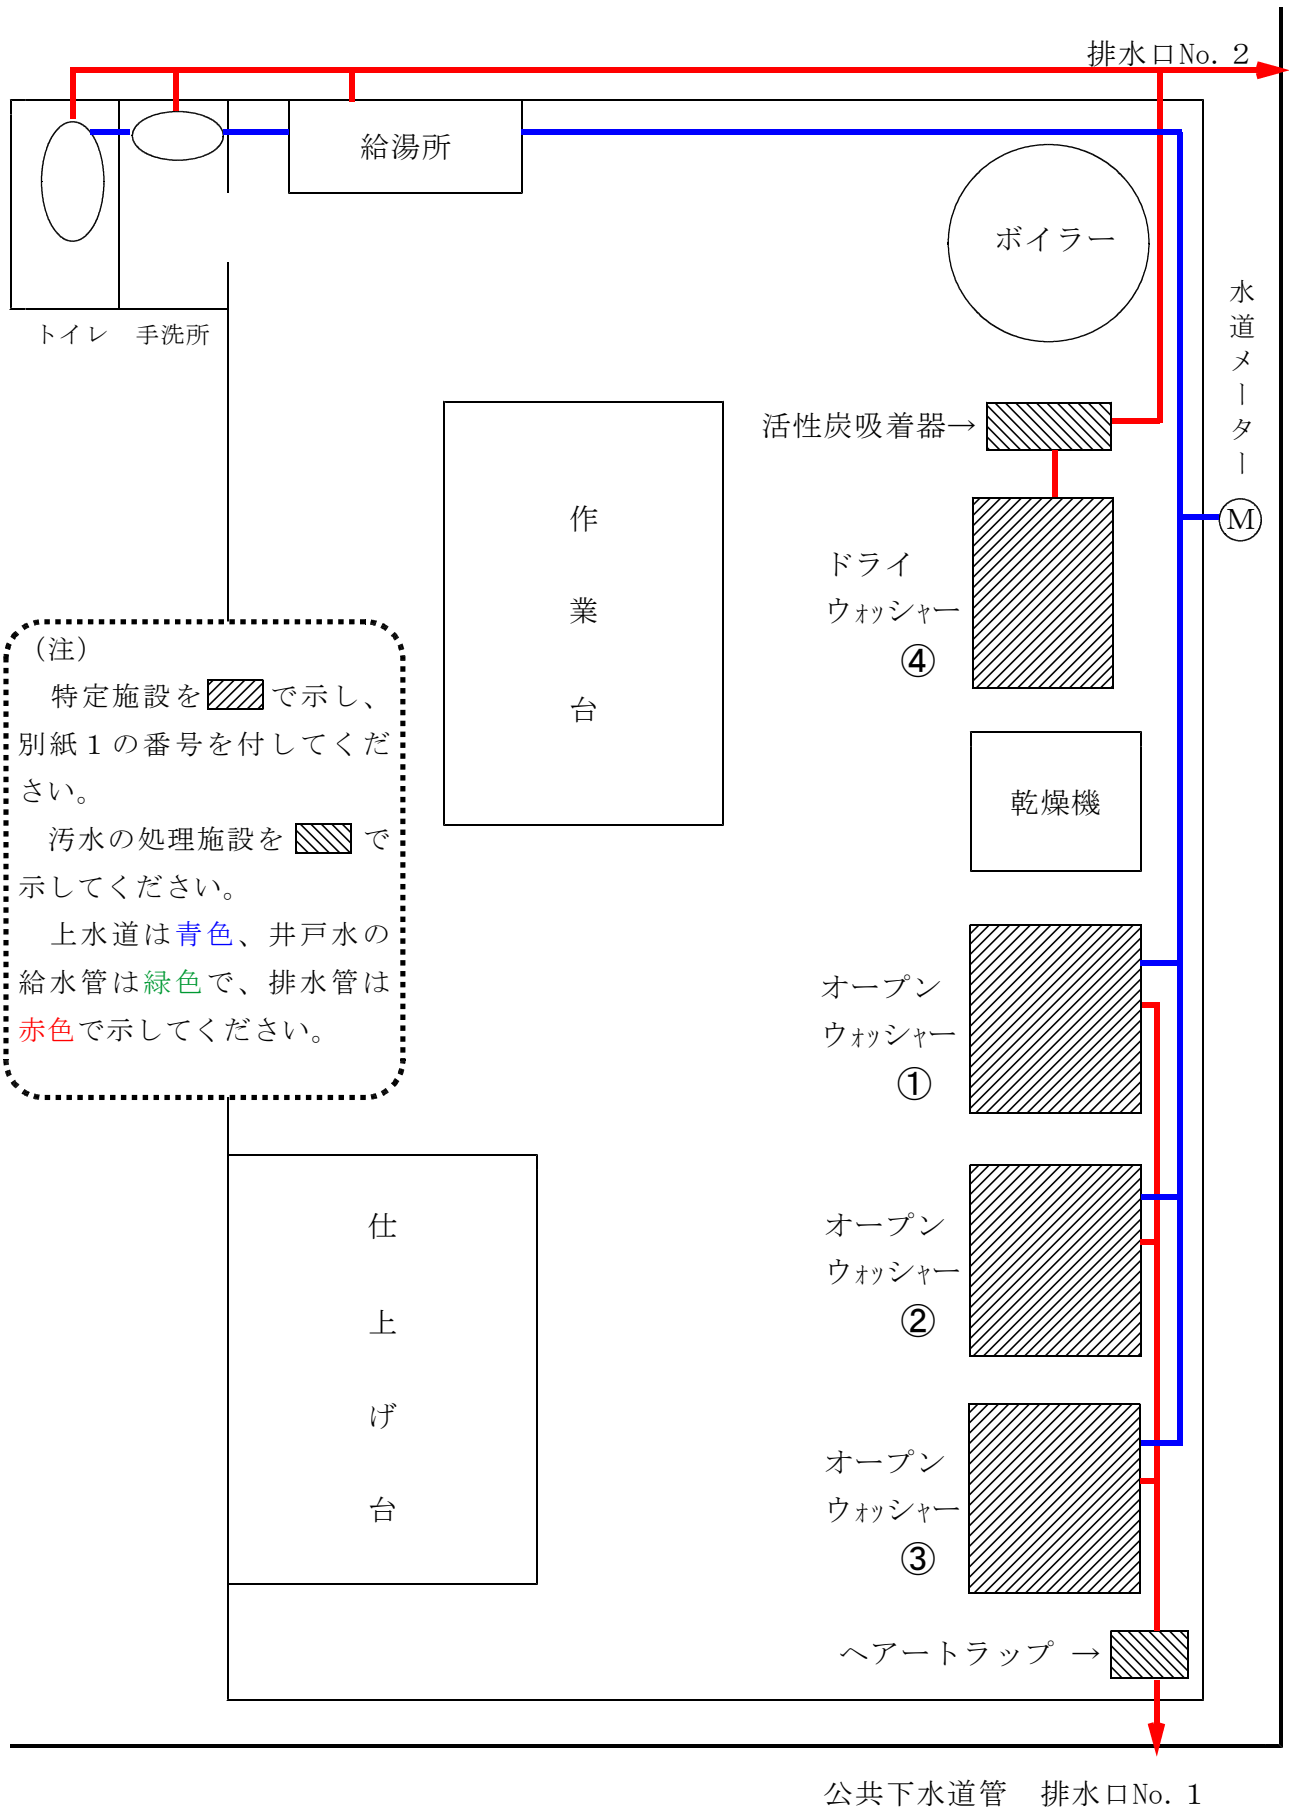 排水口No. 2
給湯所
ボイラー
トイレ　手洗所
水道メーター
活性炭吸着器→
M
作業台
ドライ
ウォッシャー
④
（注）
特定施設を　　で示し、
別紙１の番号を付してくだ
さい。
汚水の処理施設を　　で
示してください。
上水道は青色、井戸水の
給水管は緑色で、排水管は
赤色で示してください。
乾燥機
オープン
ウォッシャー
①
オープン
ウォッシャー
②
仕上げ台
オープン
ウォッシャー
③
ヘアートラップ　→
公共下水道管　排水口No. 1